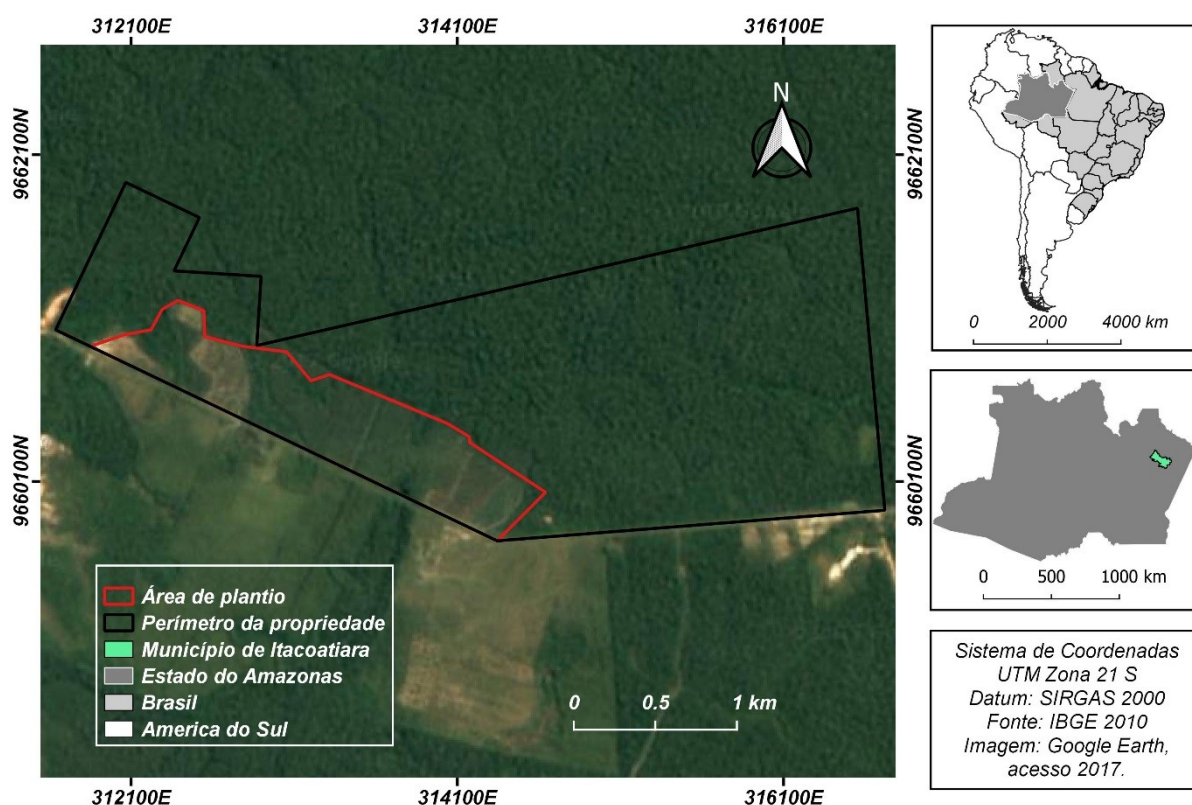 312100E 314100E 316100E
9662100N
9660100N
N
Área de plantio
Perímetro da propriedade
Município de Itacoatiara
Estado do Amazonas
Brasil
America do Sul
0 0.5 1 km
312100E 314100E 316100E
9662100N
9660100N
0 2000 4000 km
0 500 1000 km
Sistema de Coordenadas
UTM Zona 21 S
Datum: SIRGAS 2000
Fonte: IBGE 2010
Imagem: Google Earth,
acesso 2017.